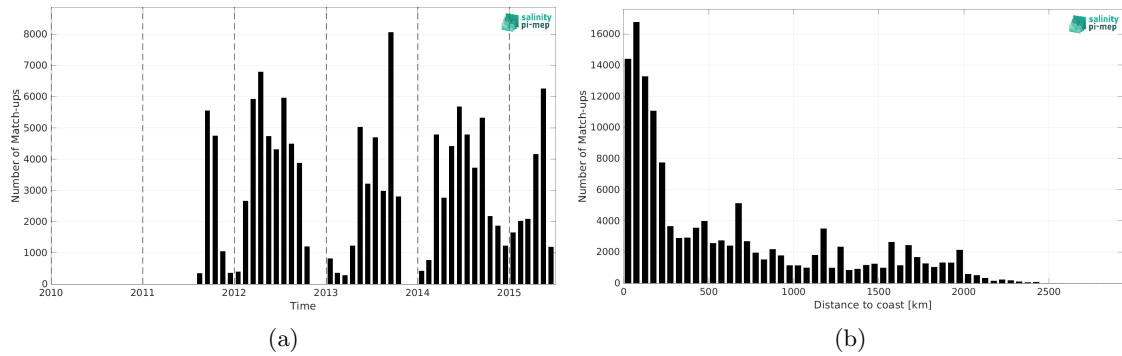 salinity
pi-mep
Number of Match-ups
8000
7000
6000
5000
4000
3000
2000
1000
0
2010 2011 2012 2013 2014 2015
Time
(a)
salinity
pi-mep
Number of Match-ups
16000
14000
12000
10000
8000
6000
4000
2000
0
0 500 1000 1500 2000 2500
Distance to coast [km]
(b)